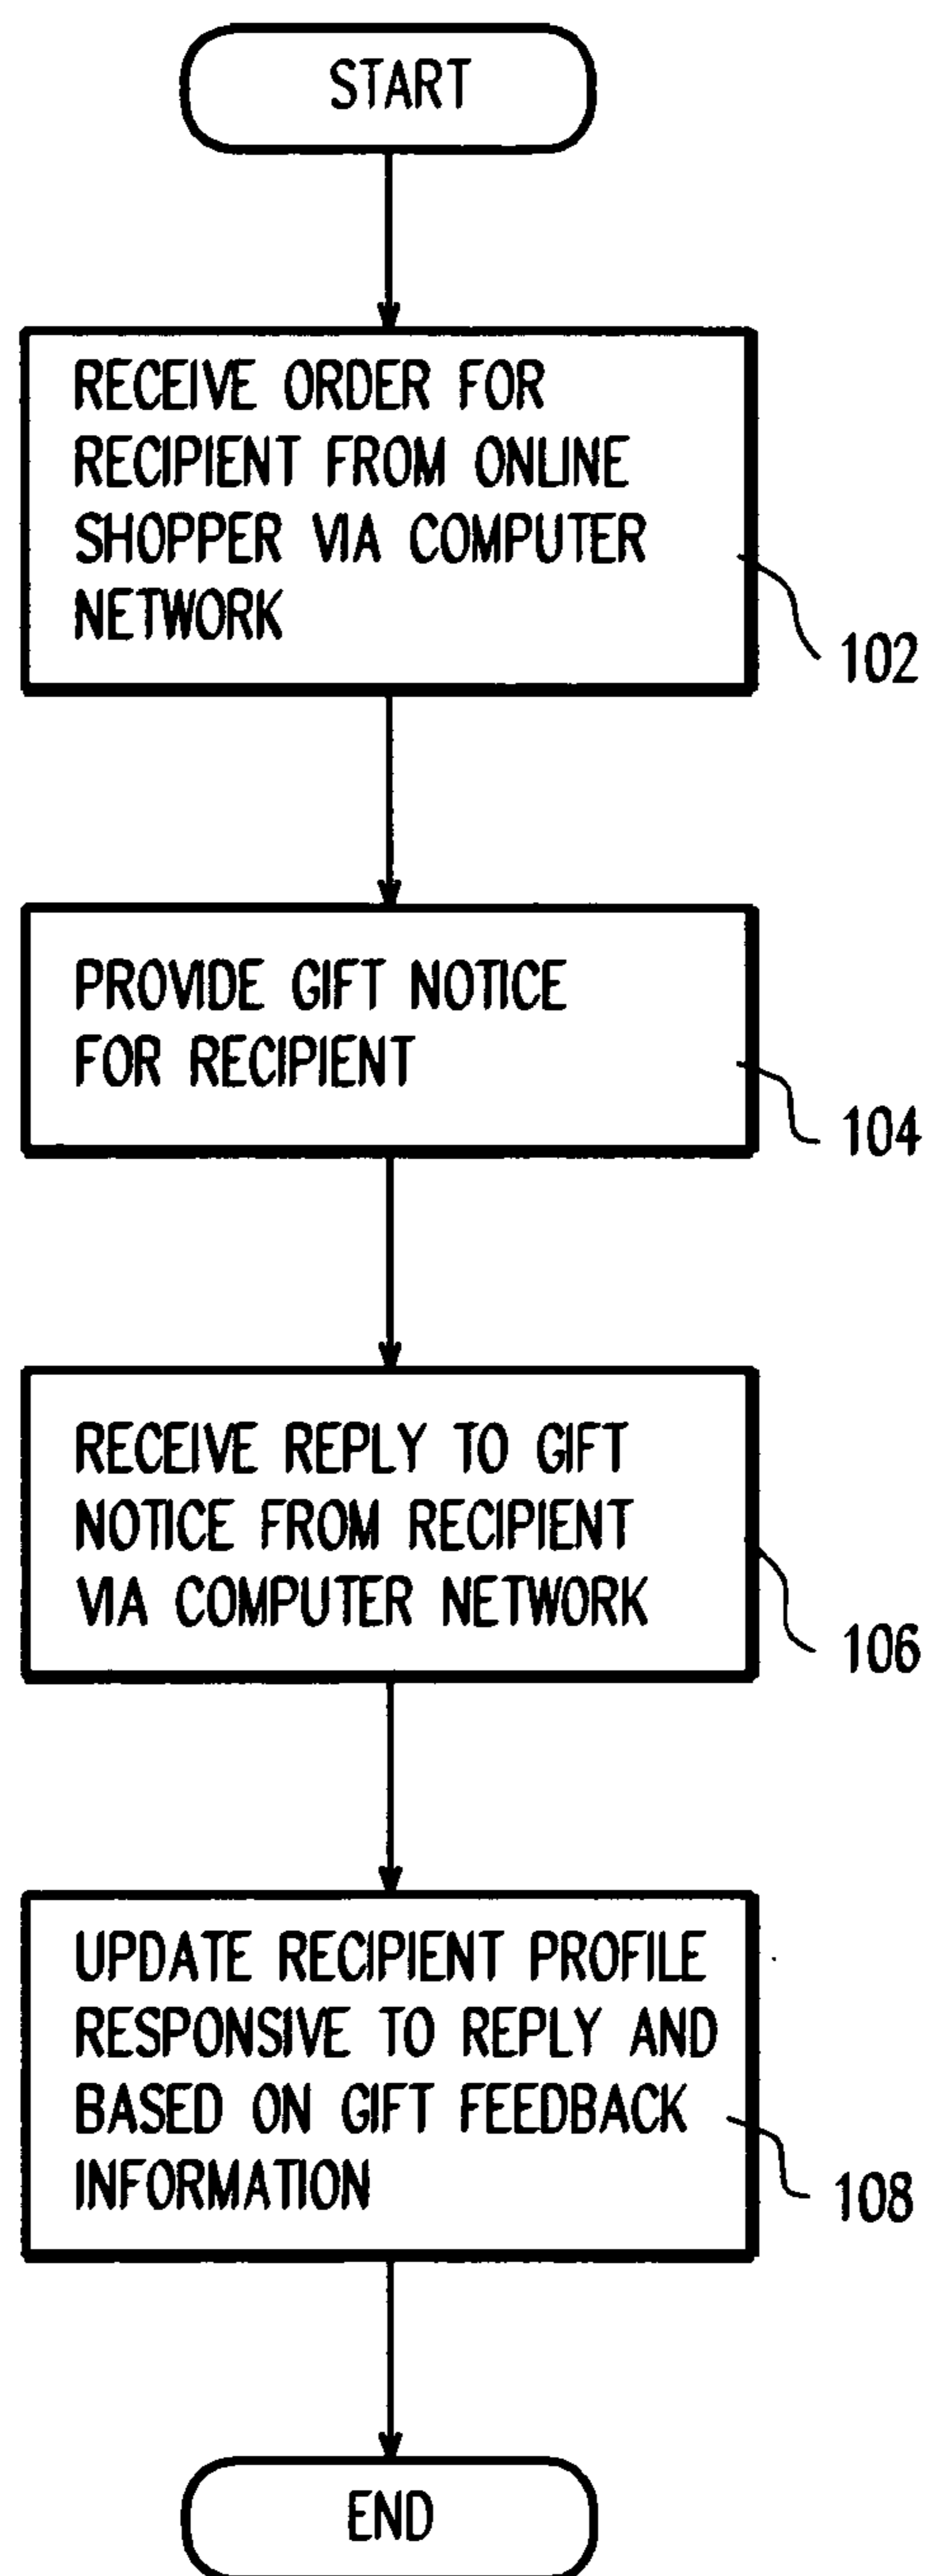 START
RECEIVE ORDER FOR
RECIPIENT FROM ONLINE
SHOPPER VIA COMPUTER
NETWORK
102
PROVIDE GIFT NOTICE
FOR RECIPIENT
104
RECEIVE REPLY TO GIFT
NOTICE FROM RECIPIENT
VIA COMPUTER NETWORK
106
UPDATE RECIPIENT PROFILE
RESPONSIVE TO REPLY AND
BASED ON GIFT FEEDBACK
INFORMATION
108
END